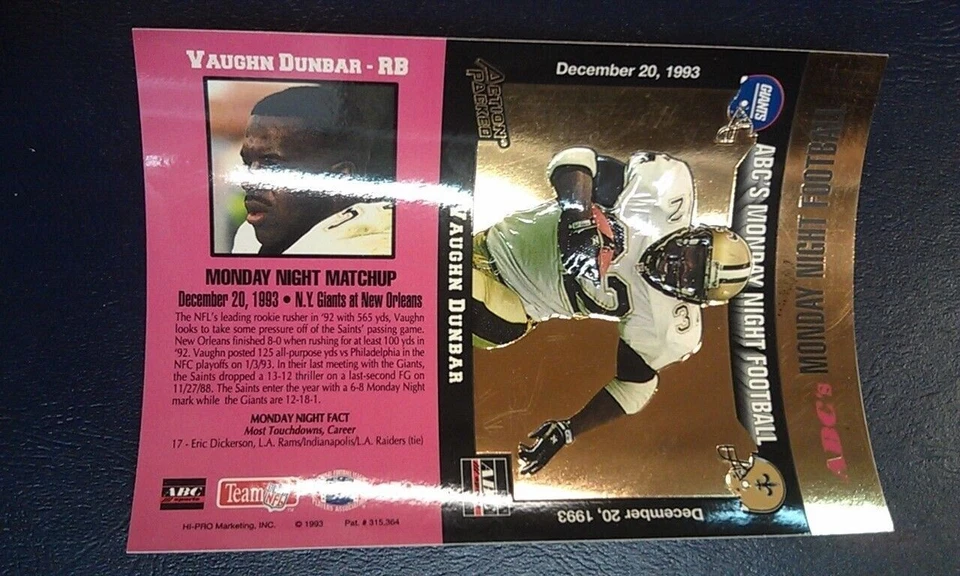 VAUGHN DUNBAR - RB
MONDAY NIGHT MATCHUP
December 20, 1993 • N.Y. Giants at New Orleans
The NFL's leading rookie rusher in '92 with 565 yds, Vaughn
looks to take some pressure off of the Saints' passing game.
New Orleans finished 8-0 when rushing for at least 100 yds in
'92. Vaughn posted 125 all-purpose yds vs Philadelphia in the
NFC playoffs on 1/3/93. In their last meeting with the Giants,
the Saints dropped a 13-12 thriller on a last-second FG on
11/27/88. The Saints enter the year with a 6-8 Monday Night
mark while the Giants are 12-18-1.
MONDAY NIGHT FACT
Most Touchdowns, Career
17 - Eric Dickerson, L.A. Rams/Indianapolis/L.A. Raiders (tie)
ABC
Team NFL
HI-PRO Marketing, INC. © 1993 Pat. # 315,364
December 20, 1993
ACTION
PACKED
GIANTS
VAUGHN DUNBAR
ABC'S MONDAY NIGHT FOOTBALL
ABC's MONDAY NIGHT FOOTBALL
December 20, 1993